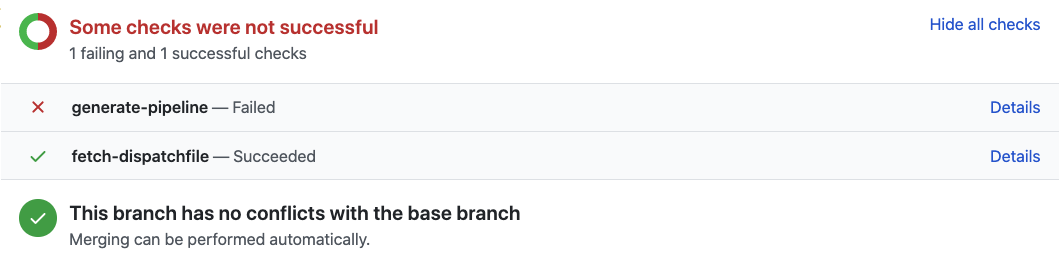 Some checks were not successful
Hide all checks
1 failing and 1 successful checks
generate-pipeline — Failed
Details
fetch-dispatchfile — Succeeded
Details
This branch has no conflicts with the base branch
Merging can be performed automatically.